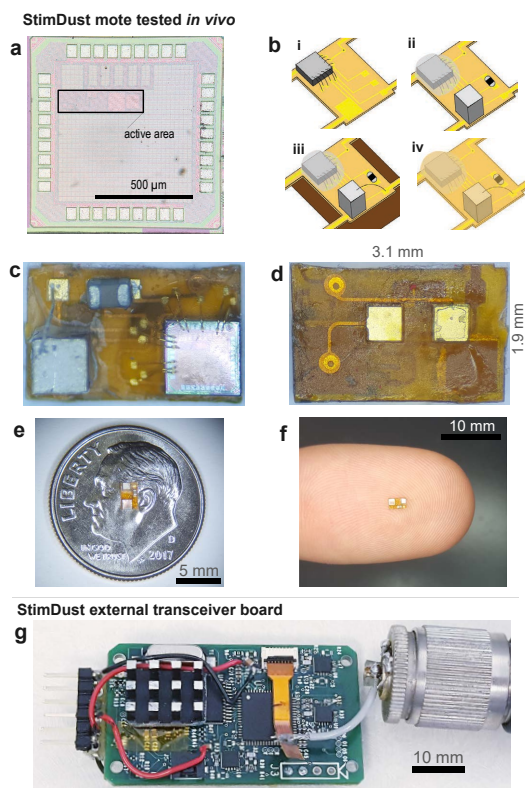 StimDust mote tested in vivo
a
active area
500 μm
b
i
ii
iii
iv
c
d
3.1 mm
1.9 mm
e
LIBERTY
IN GOD
WE TRUST
D
2017
5 mm
f
10 mm
StimDust external transceiver board
g
J3
10 mm